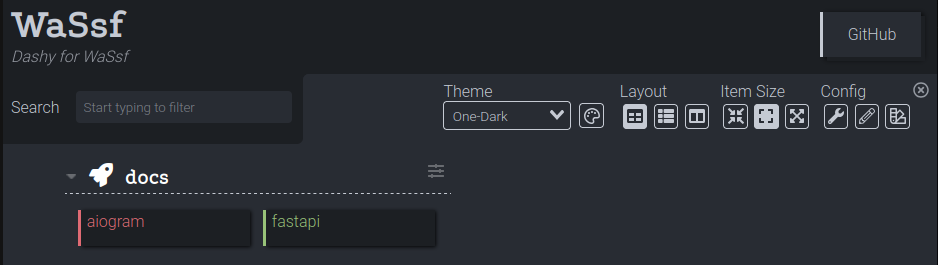 WaSsf
Dashy for WaSsf
GitHub
Search
Start typing to filter
Theme
Layout
Item Size
Config
One-Dark
docs
aiogram
fastapi